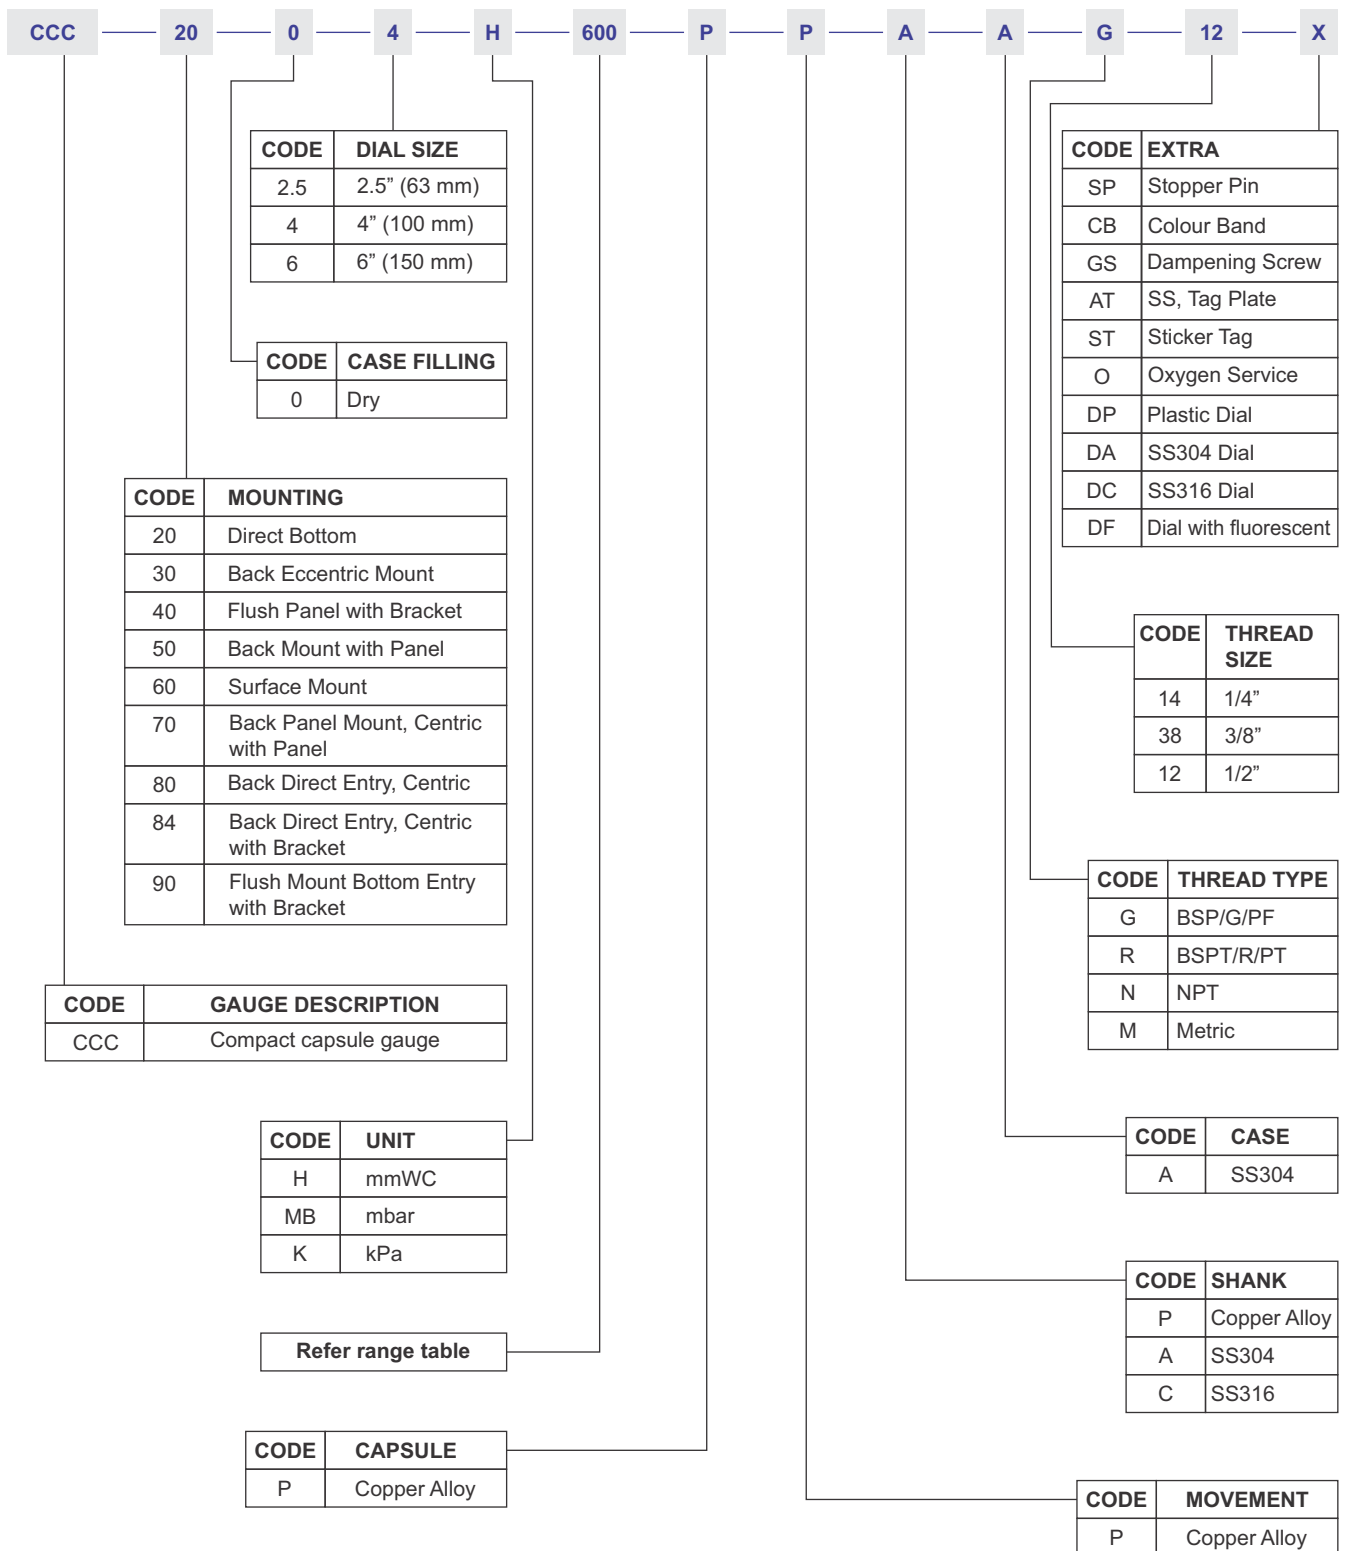 CCC 20 0 4 H 600 P P A A G 12 X
CODE DIAL SIZE
2.5 2.5” (63 mm)
4 4” (100 mm)
6 6” (150 mm)
CODE CASE FILLING
0 Dry
CODE MOUNTING
20 Direct Bottom
30 Back Eccentric Mount
40 Flush Panel with Bracket
50 Back Mount with Panel
60 Surface Mount
70 Back Panel Mount, Centric
with Panel
80 Back Direct Entry, Centric
84 Back Direct Entry, Centric
with Bracket
90 Flush Mount Bottom Entry
with Bracket
CODE GAUGE DESCRIPTION
CCC Compact capsule gauge
CODE UNIT
H mmWC
MB mbar
K kPa
Refer range table
CODE CAPSULE
P Copper Alloy
CODE EXTRA
SP Stopper Pin
CB Colour Band
GS Dampening Screw
AT SS, Tag Plate
ST Sticker Tag
O Oxygen Service
DP Plastic Dial
DA SS304 Dial
DC SS316 Dial
DF Dial with fluorescent
CODE THREAD
SIZE
14 1/4”
38 3/8”
12 1/2”
CODE THREAD TYPE
G BSP/G/PF
R BSPT/R/PT
N NPT
M Metric
CODE CASE
A SS304
CODE SHANK
P Copper Alloy
A SS304
C SS316
CODE MOVEMENT
P Copper Alloy